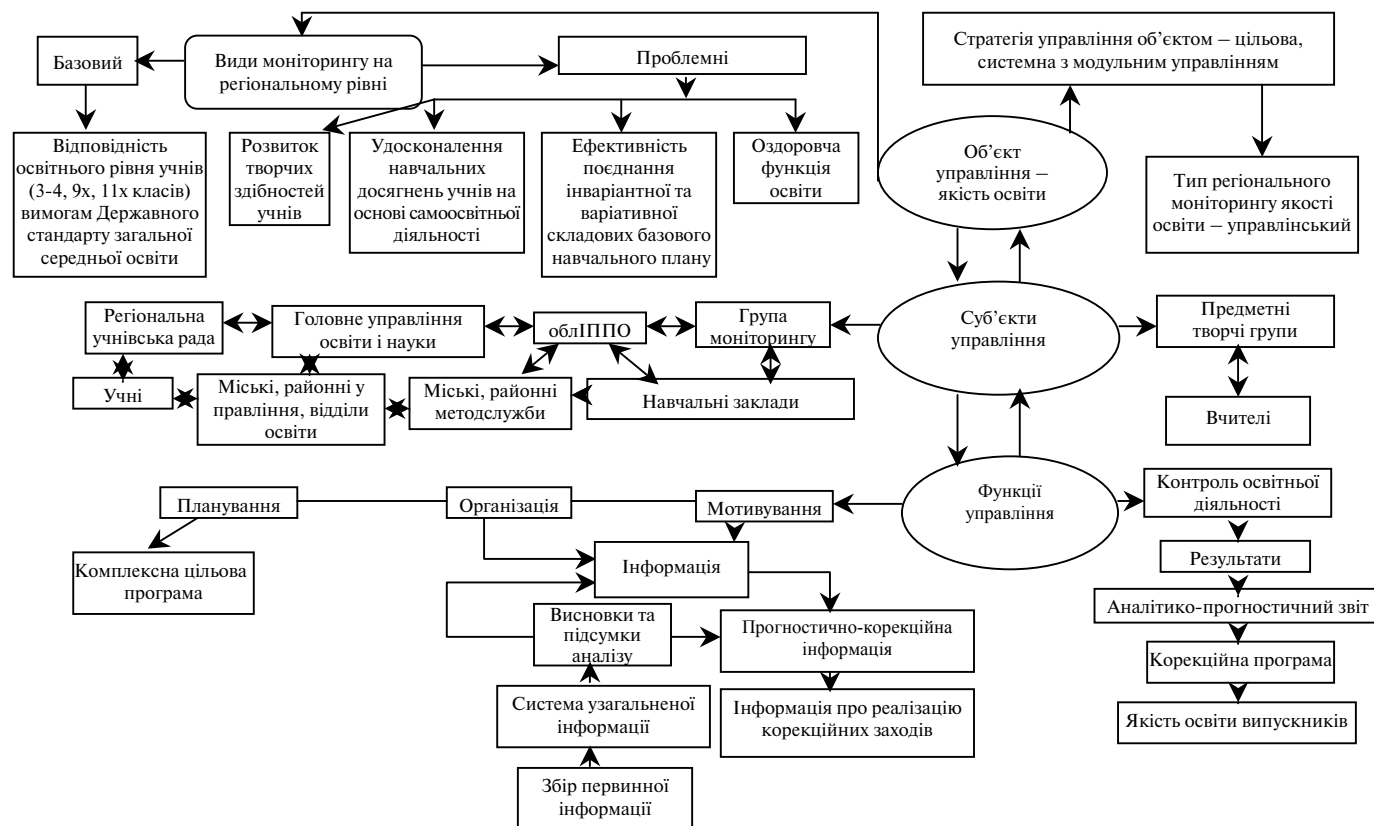 Базовий
Види моніторингу на
регіональному рівні
Проблемні
Стратегія управління об’єктом – цільова,
системна з модульним управлінням
Відповідність
освітнього рівня учнів
(3-4, 9х, 11х класів)
вимогам Державного
стандарту загальної
середньої освіти
Розвиток
творчих
здібностей
учнів
Удосконалення
навчальних
досягнень учнів на
основі самоосвітньої
діяльності
Ефективність
поєднання
інваріантної та
варіативної
складових базового
навчального плану
Оздоровча
функція
освіти
Об’єкт
управління –
якість освіти
Тип регіонального
моніторингу якості
освіти – управлінський
Регіональна
учнівська рада
Головне управління
освіти і науки
облІППО
Група
моніторингу
Суб’єкти
управління
Предметні
творчі групи
Учні
Міські, районні у
правління, відділи
освіти
Міські, районні
методслужби
Навчальні заклади
Вчителі
Планування
Організація
Мотивування
Функції
управління
Контроль освітньої
діяльності
Комплексна цільова
програма
Інформація
Результати
Висновки та
підсумки
аналізу
Прогностично-корекційна
інформація
Аналітико-прогностичний звіт
Корекційна програма
Система узагальненої
інформації
Інформація про реалізацію
корекційних заходів
Якість освіти випускників
Збір первинної
інформації